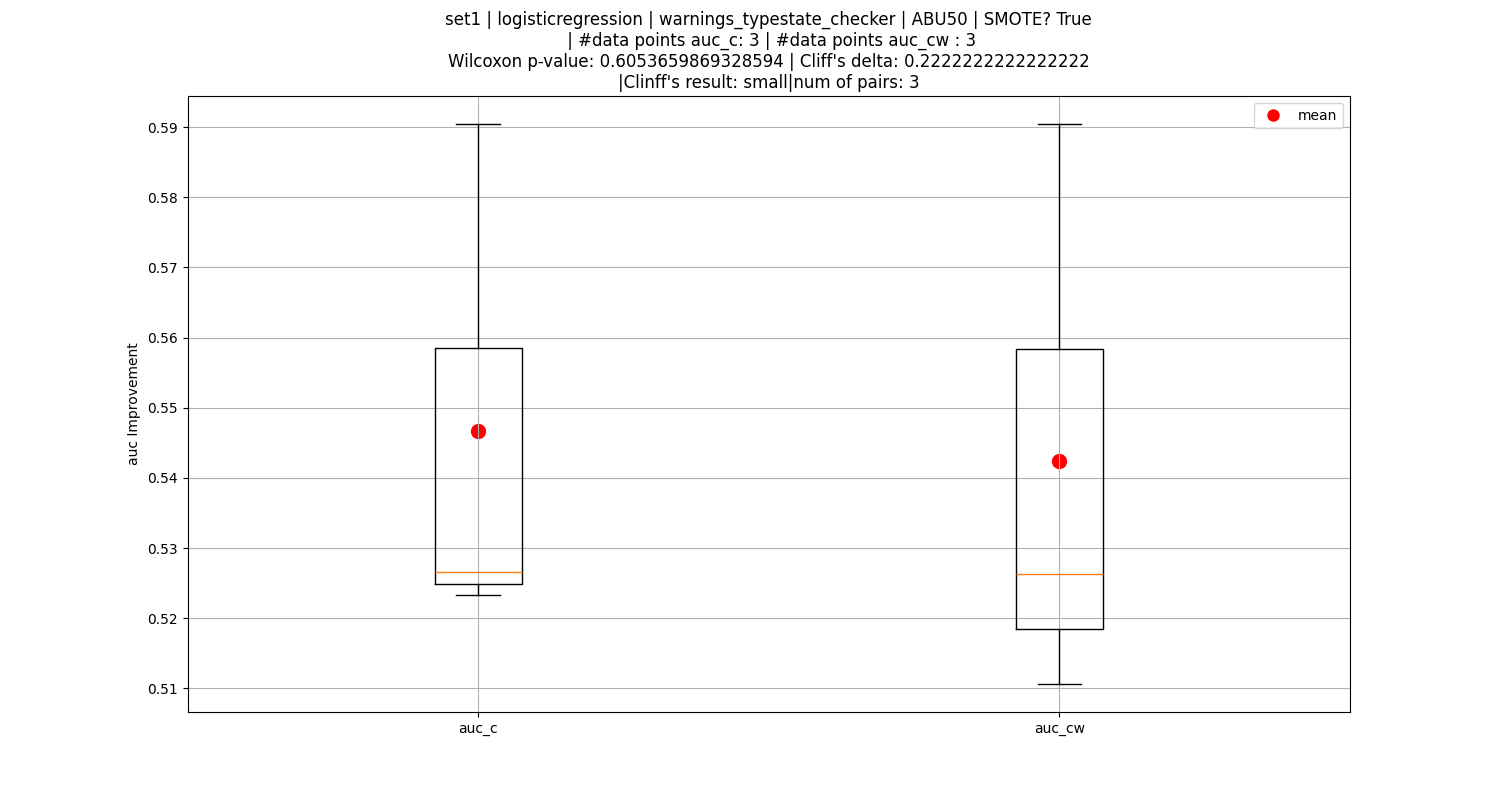 set1 | logisticregression | warnings_typestate_checker | ABU50 | SMOTE? True
| #data points auc_c: 3 | #data points auc_cw : 3
Wilcoxon p-value: 0.6053659869328594 | Cliff's delta: 0.2222222222222222
|Clinff's result: small|num of pairs: 3
mean
0.59
0.58
0.57
0.56
0.55
0.54
0.53
0.52
0.51
auc Improvement
auc_c
auc_cw